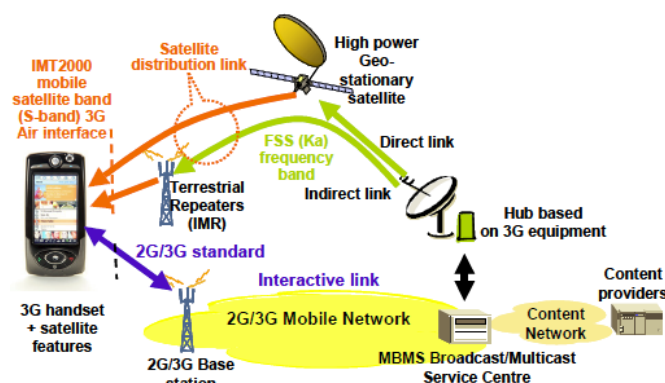 High power
Geo-
stationary
satellite
Satellite
distribution link
IMT2000
mobile
satellite band
(S-band) 3G
Air interface
FSS (Ka)
frequency
band
Direct link
Indirect link
Terrestrial
Repeaters
(IMR)
Hub based
on 3G equipment
2G/3G standard
Interactive link
Content
providers
3G handset
+ satellite
features
2G/3G Mobile Network
Content
Network
2G/3G Base
station
MBMS Broadcast/Multicast
Service Centre